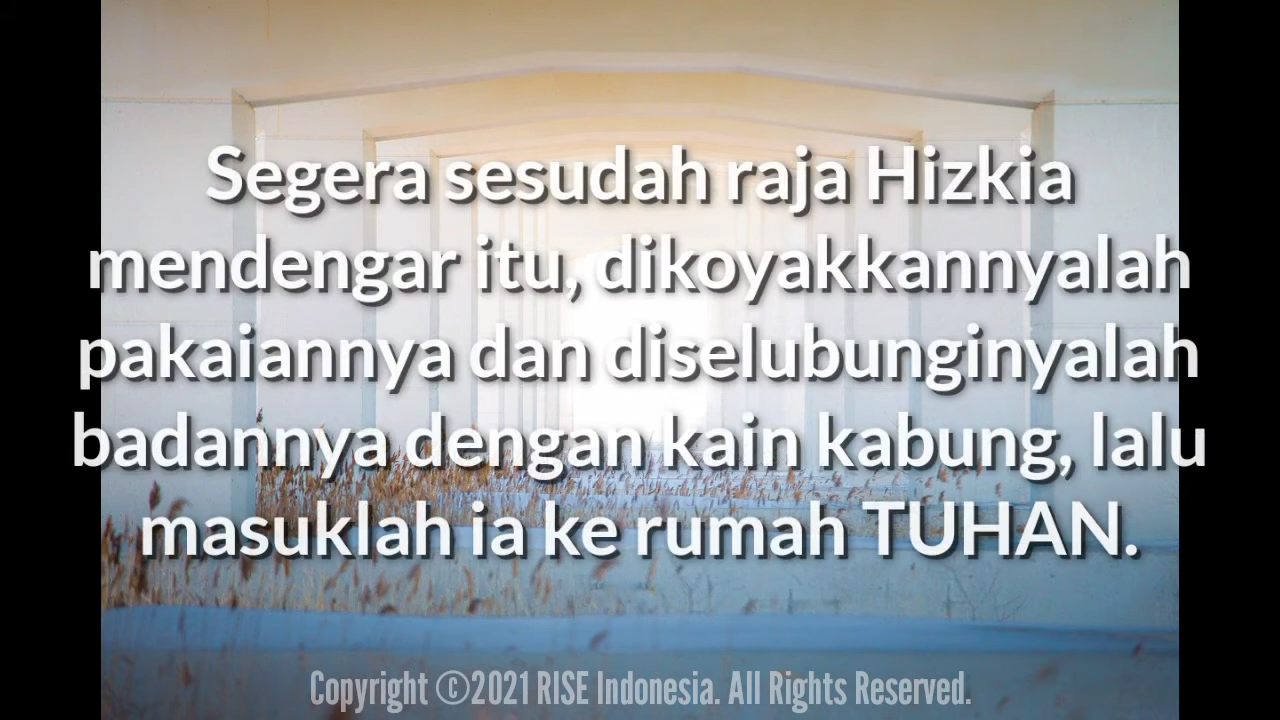 Segera sesudah raja Hizkia
mendengar itu, dikoyakkannyalah
pakaiannya dan diselubunginyalah
badannya dengan kain kabung, lalu
masuklah ia ke rumah TUHAN.
Copyright ©2021 RISE Indonesia. All Rights Reserved.